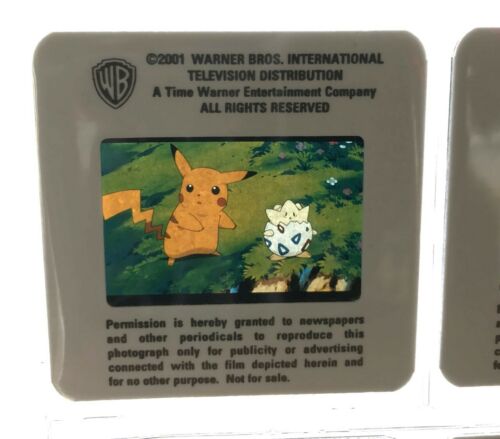 ©2001 WARNER BROS. INTERNATIONAL
TELEVISION DISTRIBUTION
A Time Warner Entertainment Company
ALL RIGHTS RESERVED
WB
Permission is hereby granted to newspapers
and other periodicals to reproduce this
photograph only for publicity or advertising
connected with the film depicted herein and
for no other purpose. Not for sale.